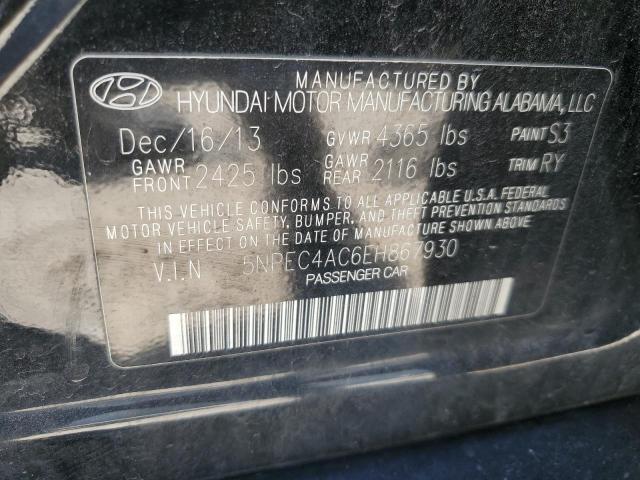 MANUFACTURED BY
HYUNDAI MOTOR MANUFACTURING ALABAMA, LLC
Dec/16/13 GVWR 4365 lbs PAINT S3
GAWR FRONT 2425 lbs GAWR REAR 2116 lbs TRIM RY
THIS VEHICLE CONFORMS TO ALL APPLICABLE U.S.A. FEDERAL
MOTOR VEHICLE SAFETY, BUMPER, AND THEFT PREVENTION STANDARDS
IN EFFECT ON THE DATE OF MANUFACTURE SHOWN ABOVE.
V.I.N 5NPEC4AC6EH867930
PASSENGER CAR